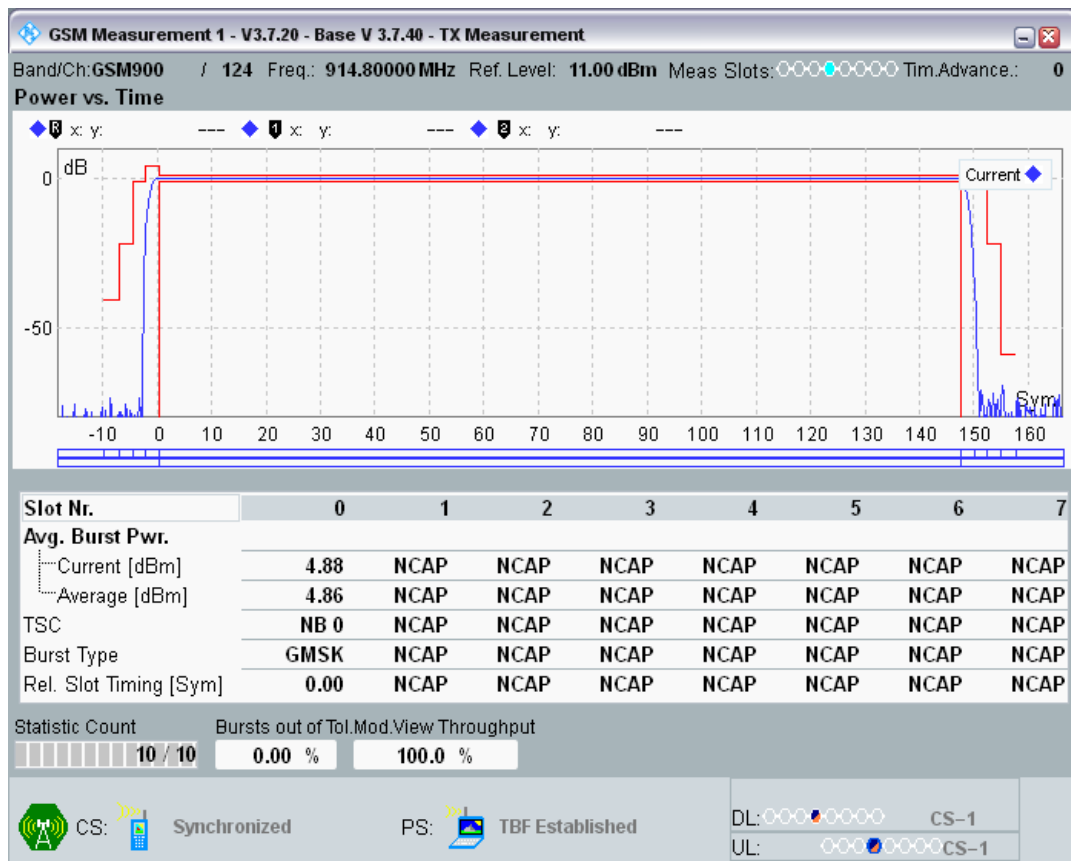 GSM Measurement 1 - V3.7.20 - Base V 3.7.40 - TX Measurement
Band/Ch:GSM900 / 124 Freq.: 914.80000 MHz Ref. Level: 11.00 dBm Meas Slots: Tim.Advance.: 0
Power vs. Time
R x: y: --- 1 x: y: --- 2 x: y: ---
dB
0
Current
-50
Sym
-10 0 10 20 30 40 50 60 70 80 90 100 110 120 130 140 150 160
Slot Nr. 0 1 2 3 4 5 6 7
Avg. Burst Pwr.
Current [dBm] 4.88 NCAP NCAP NCAP NCAP NCAP NCAP NCAP
Average [dBm] 4.86 NCAP NCAP NCAP NCAP NCAP NCAP NCAP
TSC NB 0 NCAP NCAP NCAP NCAP NCAP NCAP NCAP
Burst Type GMSK NCAP NCAP NCAP NCAP NCAP NCAP NCAP
Rel. Slot Timing [Sym] 0.00 NCAP NCAP NCAP NCAP NCAP NCAP NCAP
Statistic Count Bursts out of Tol.Mod.View Throughput
10 / 10 0.00 % 100.0 %
CS: Synchronized PS: TBF Established
DL: CS-1
UL: CS-1